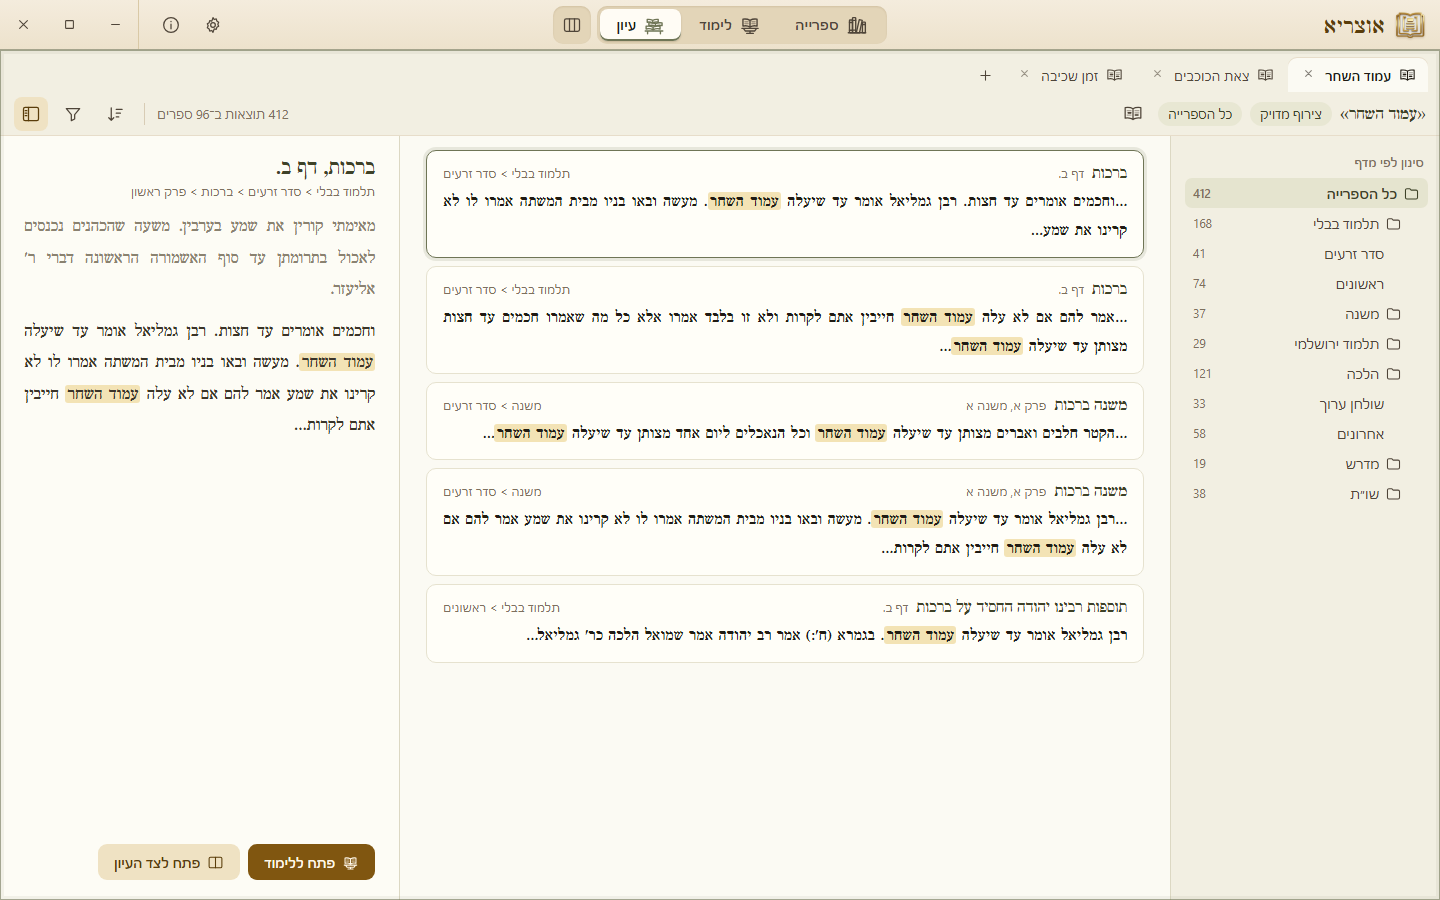 אוצריא
ספרייה
לימוד
עיון
עמוד השחר
צאת הכוכבים
זמן שכיבה
«עמוד השחר»
צירוף מדויק
כל הספרייה
412 תוצאות ב־96 ספרים
סינון לפי מדף
כל הספרייה 412
תלמוד בבלי 168
סדר זרעים 41
ראשונים 74
משנה 37
תלמוד ירושלמי 29
הלכה 121
שולחן ערוך 33
אחרונים 58
מדרש 19
שו״ת 38
ברכות דף ב. תלמוד בבלי > סדר זרעים
...וחכמים אומרים עד חצות. רבן גמליאל אומר עד שיעלה עמוד השחר. מעשה ובאו בניו מבית המשתה אמרו לו לא
קרינו את שמע...
ברכות דף ב. תלמוד בבלי > סדר זרעים
...אמר להם אם לא עלה עמוד השחר חייבין אתם לקרות ולא זו בלבד אמרו אלא כל מה שאמרו חכמים עד חצות
מצותן עד שיעלה עמוד השחר...
משנה ברכות פרק א, משנה א משנה > סדר זרעים
...הקטר חלבים ואברים מצותן עד שיעלה עמוד השחר וכל הנאכלים ליום אחד מצותן עד שיעלה עמוד השחר...
משנה ברכות פרק א, משנה א משנה > סדר זרעים
...רבן גמליאל אומר עד שיעלה עמוד השחר. מעשה ובאו בניו מבית המשתה אמרו לו לא קרינו את שמע אמר להם אם
לא עלה עמוד השחר חייבין אתם לקרות...
תוספות רבינו יהודה החסיד על ברכות דף ב. תלמוד בבלי > ראשונים
רבן גמליאל אומר עד שיעלה עמוד השחר. בגמרא (ח':) אמר רב יהודה אמר שמואל הלכה כר' גמליאל...
ברכות, דף ב.
תלמוד בבלי > סדר זרעים > ברכות > פרק ראשון
מאימתי קורין את שמע בערבין. משעה שהכהנים נכנסים
לאכול בתרומתן עד סוף האשמורה הראשונה דברי ר'
אליעזר.
וחכמים אומרים עד חצות. רבן גמליאל אומר עד שיעלה
עמוד השחר. מעשה ובאו בניו מבית המשתה אמרו לו לא
קרינו את שמע אמר להם אם לא עלה עמוד השחר חייבין
אתם לקרות...
פתח ללימוד
פתח לצד העיון